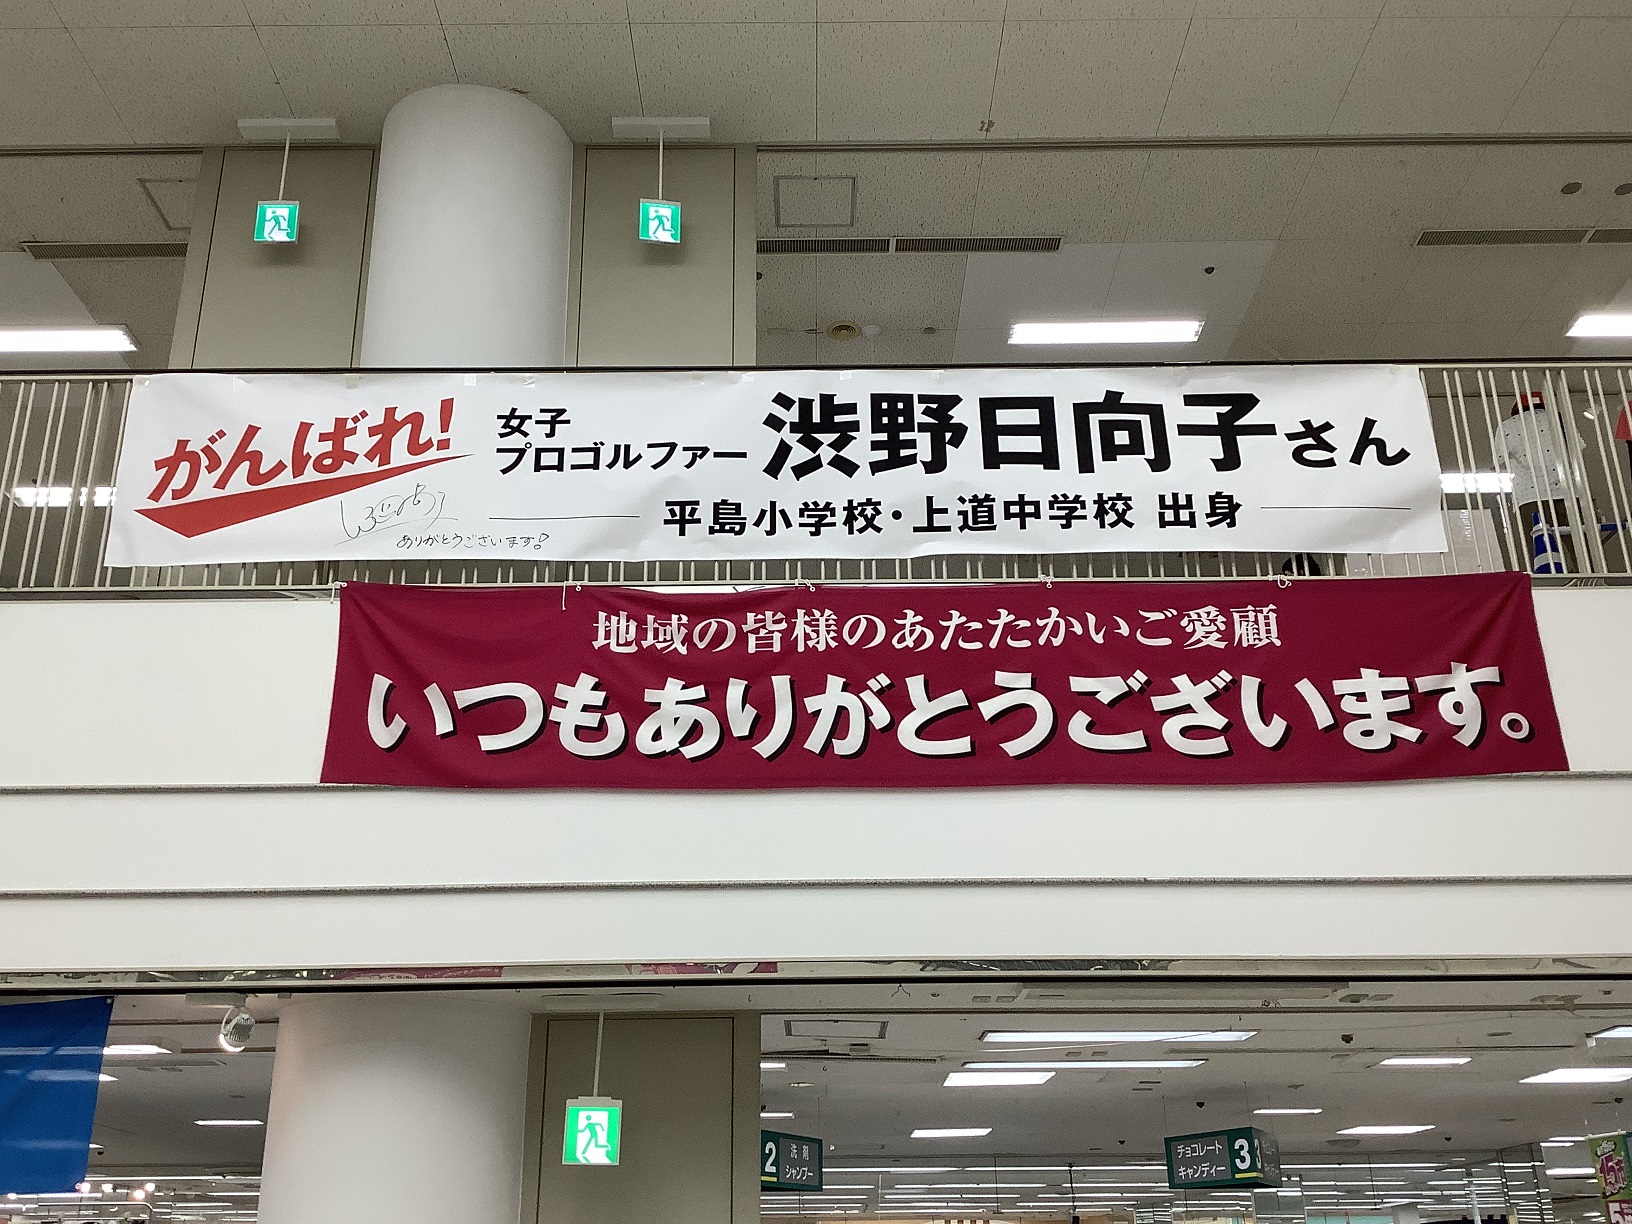 がんばれ!
女子
プロゴルファー 渋野日向子さん
平島小学校・上道中学校 出身
ありがとうございます!
地域の皆様のあたたかいご愛顧
いつもありがとうございます。
2 洗剤
シャンプー
チョコレート
キャンディー 3